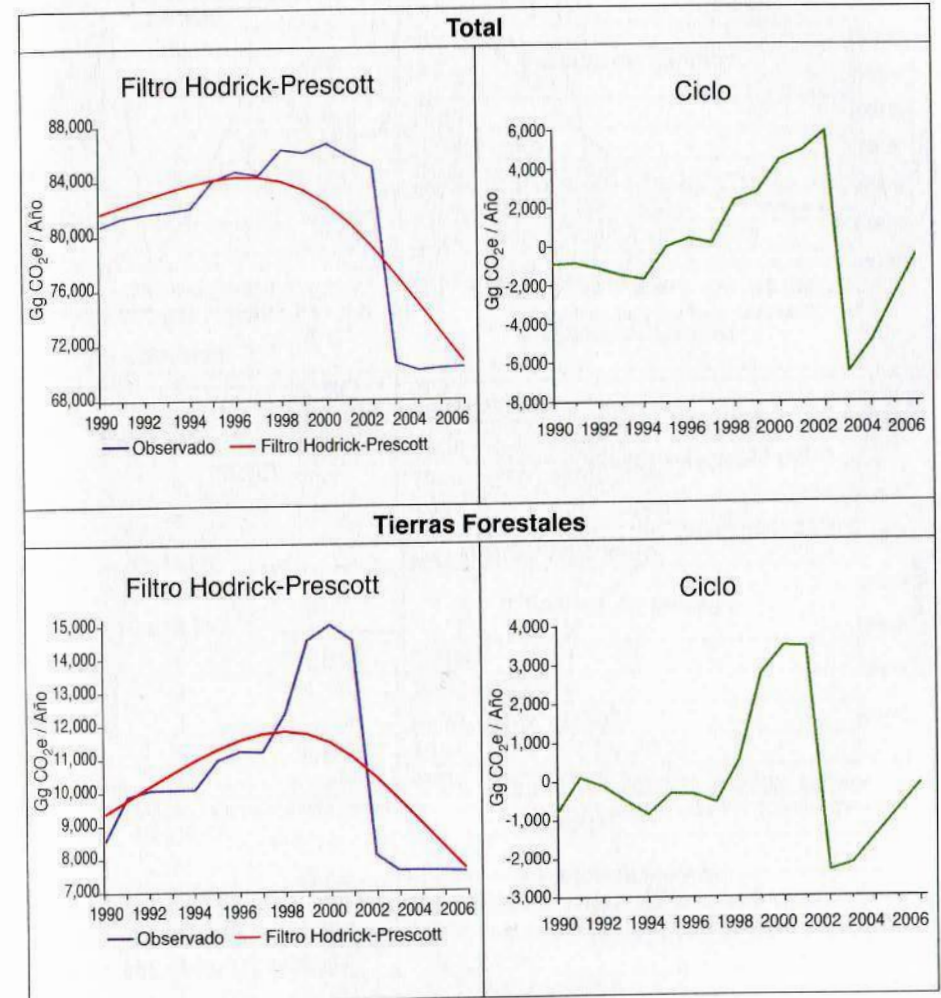 Total
Filtro Hodrick-Prescott
Gg CO₂e / Año
88,000
84,000
80,000
76,000
72,000
68,000
1990 1992 1994 1996 1998 2000 2002 2004 2006
Observado Filtro Hodrick-Prescott
Ciclo
Gg CO₂e / Año
6,000
4,000
2,000
0
-2,000
-4,000
-6,000
-8,000
1990 1992 1994 1996 1998 2000 2002 2004 2006
Tierras Forestales
Filtro Hodrick-Prescott
Gg CO₂e / Año
15,000
14,000
13,000
12,000
11,000
10,000
9,000
8,000
7,000
1990 1992 1994 1996 1998 2000 2002 2004 2006
Observado Filtro Hodrick-Prescott
Ciclo
Gg CO₂e / Año
4,000
3,000
2,000
1,000
0
-1,000
-2,000
-3.000
1990 1992 1994 1996 1998 2000 2002 2004 2006